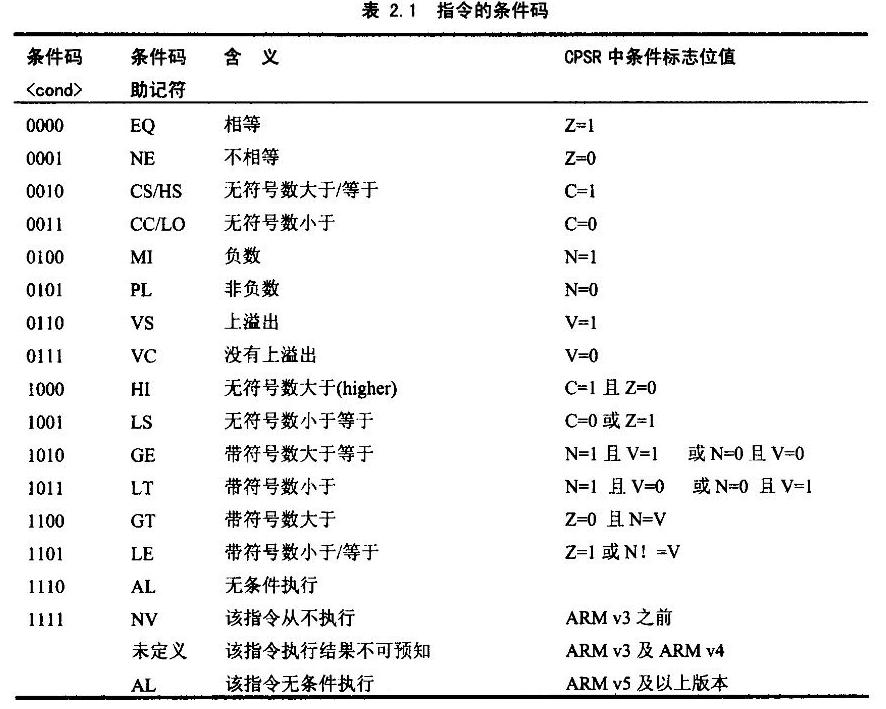 表 2.1 指令的条件码
条件码 条件码 含 义 CPSR 中条件标志位值
<cond> 助记符
0000 EQ 相等 Z=1
0001 NE 不相等 Z=0
0010 CS/HS 无符号数大于/等于 C=1
0011 CC/LO 无符号数小于 C=0
0100 MI 负数 N=1
0101 PL 非负数 N=0
0110 VS 上溢出 V=1
0111 VC 没有上溢出 V=0
1000 HI 无符号数大于(higher) C=1 且 Z=0
1001 LS 无符号数小于等于 C=0 或 Z=1
1010 GE 带符号数大于等于 N=1 且 V=1 或 N=0 且 V=0
1011 LT 带符号数小于 N=1 且 V=0 或 N=0 且 V=1
1100 GT 带符号数大于 Z=0 且 N=V
1101 LE 带符号数小于/等于 Z=1 或 N！=V
1110 AL 无条件执行
1111 NV 该指令从不执行 ARM v3 之前
未定义 该指令执行结果不可预知 ARM v3 及 ARM v4
AL 该指令无条件执行 ARM v5 及以上版本